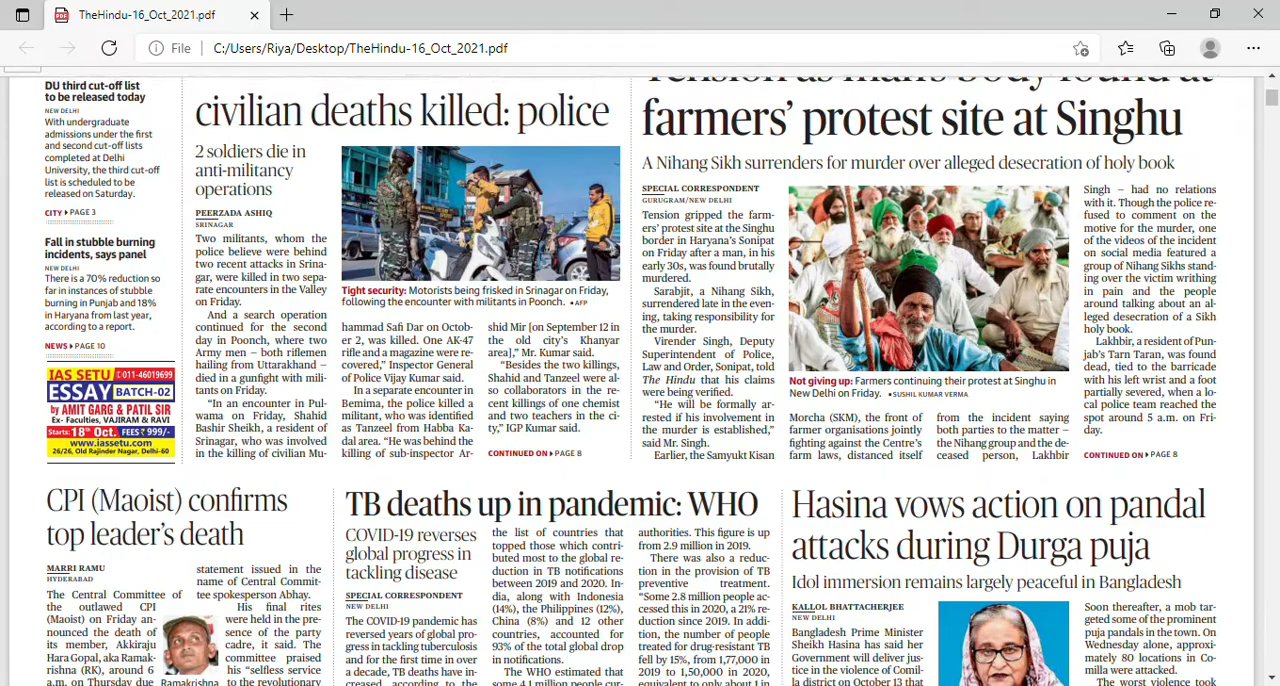 TheHindu-16_Oct_2021.pdf
File
C:/Users/Riya/Desktop/TheHindu-16_Oct_2021.pdf
DU third cut-off list
to be released today
NEW DELHI
With undergraduate
admissions under the first
and second cut-off lists
completed at Delhi
University, the third cut-off
list is scheduled to be
released on Saturday.
CITY PAGE 3
Fall in stubble burning
incidents, says panel
NEW DELHI
There is a 70% reduction so
far in instances of stubble
burning in Punjab and 18%
in Haryana from last year,
according to a report.
NEWS PAGE 10
IAS SETU 011-46019699
ESSAY BATCH-02
by AMIT GARG & PATIL SIR
Ex- Faculties, VAJIRAM & RAVI
Starts: 18th Oct. FEES ₹ 999/-
www.iassetu.com
26/26, Old Rajinder Nagar, Delhi-60
civilian deaths killed: police
2 soldiers die in
anti-militancy
operations
PEERZADA ASHIQ
SRINAGAR
Two militants, whom the
police believe were behind
two recent attacks in Srina-
gar, were killed in two sepa-
rate encounters in the Valley
on Friday.
And a search operation
continued for the second
day in Poonch, where two
Army men – both riflemen
hailing from Uttarakhand –
died in a gunfight with mili-
tants on Friday.
"In an encounter in Pul-
wama on Friday, Shahid
Bashir Sheikh, a resident of
Srinagar, who was involved
in the killing of civilian Mu-
Tight security: Motorists being frisked in Srinagar on Friday,
following the encounter with militants in Poonch. •AFP
hammad Safi Dar on Octob-
er 2, was killed. One AK-47
rifle and a magazine were re-
covered," Inspector General
of Police Vijay Kumar said.
In a separate encounter in
Bemima, the police killed a
militant, who was identified
as Tanzeel from Habba Ka-
dal area. "He was behind the
killing of sub-inspector Ar-
shid Mir [on September 12 in
the old city's Khanyar
area]," Mr. Kumar said.
"Besides the two killings,
Shahid and Tanzeel were al-
so collaborators in the re-
cent killings of one chemist
and two teachers in the ci-
ty," IGP Kumar said.
CONTINUED ON PAGE 8
Tension as man's body found at
farmers' protest site at Singhu
A Nihang Sikh surrenders for murder over alleged desecration of holy book
SPECIAL CORRESPONDENT
GURUGRAM/NEW DELHI
Tension gripped the farm-
ers' protest site at the Singhu
border in Haryana's Sonipat
on Friday after a man, in his
early 30s, was found brutally
murdered.
Sarabjit, a Nihang Sikh,
surrendered late in the even-
ing, taking responsibility for
the murder.
Virender Singh, Deputy
Superintendent of Police,
Law and Order, Sonipat, told
The Hindu that his claims
were being verified.
"He will be formally ar-
rested if his involvement in
the murder is established,"
said Mr. Singh.
Earlier, the Samyukt Kisan
Not giving up: Farmers continuing their protest at Singhu in
New Delhi on Friday. •SUSHIL KUMAR VERMA
Morcha (SKM), the front of
farmer organisations jointly
fighting against the Centre's
farm laws, distanced itself
from the incident saying
both parties to the matter –
the Nihang group and the de-
ceased person, Lakhbir
Singh – had no relations
with it. Though the police re-
fused to comment on the
motive for the murder, one
of the videos of the incident
on social media featured a
group of Nihang Sikhs stand-
ing over the victim writhing
in pain and the people
around talking about an al-
leged desecration of a Sikh
holy book.
Lakhbir, a resident of Pun-
jab's Tarn Taran, was found
dead, tied to the barricade
with his left wrist and a foot
partially severed, when a lo-
cal police team reached the
spot around 5 a.m. on Fri-
day.
CONTINUED ON PAGE 8
CPI (Maoist) confirms
top leader's death
MARRI RAMU
HYDERABAD
The Central Committee of
the outlawed CPI
(Maoist) on Friday an-
nounced the death of
its member, Akkiraju
Hara Gopal, aka Ramak-
rishna (RK), around 6
a.m. on Thursday due
Ramakrishna
statement issued in the
name of Central Commit-
tee spokesperson Abhay.
His final rites
were held in the pre-
sence of the party
cadre, it said. The
committee praised
his "selfless service
to the revolutionary
TB deaths up in pandemic: WHO
COVID-19 reverses
global progress in
tackling disease
SPECIAL CORRESPONDENT
NEW DELHI
The COVID-19 pandemic has
reversed years of global pro-
gress in tackling tuberculosis
and for the first time in over
a decade, TB deaths have in-
creased, according to the
the list of countries that
topped those which contri-
buted most to the global re-
duction in TB notifications
between 2019 and 2020. In-
dia, along with Indonesia
(14%), the Philippines (12%),
China (8%) and 12 other
countries, accounted for
93% of the total global drop
in notifications.
The WHO estimated that
some 4.1 million people cur-
authorities. This figure is up
from 2.9 million in 2019.
There was also a reduc-
tion in the provision of TB
preventive treatment.
"Some 2.8 million people ac-
cessed this in 2020, a 21% re-
duction since 2019. In addi-
tion, the number of people
treated for drug-resistant TB
fell by 15%, from 1,77,000 in
2019 to 1,50,000 in 2020,
equivalent to only about 1 in
Hasina vows action on pandal
attacks during Durga puja
Idol immersion remains largely peaceful in Bangladesh
KALLOL BHATTACHERJEE
NEW DELHI
Bangladesh Prime Minister
Sheikh Hasina has said her
Government will deliver jus-
tice in the violence of Comil-
la district on October 13 that
Soon thereafter, a mob tar-
geted some of the prominent
puja pandals in the town. On
Wednesday alone, approxi-
mately 80 locations in Co-
milla were attacked.
The worst violence took